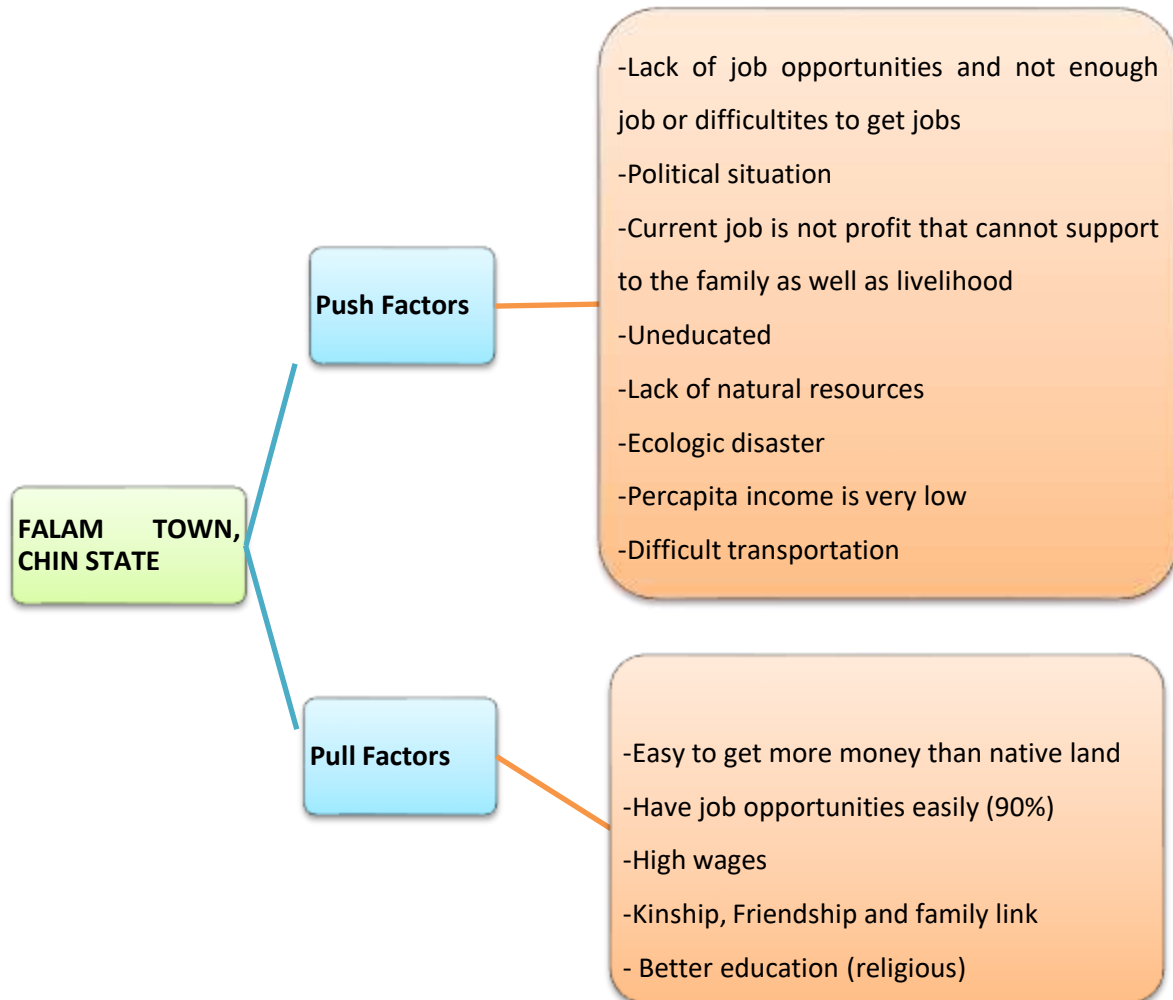 FALAM TOWN,
CHIN STATE
Push Factors
-Lack of job opportunities and not enough
job or difficultites to get jobs
-Political situation
-Current job is not profit that cannot support
to the family as well as livelihood
-Uneducated
-Lack of natural resources
-Ecologic disaster
-Percapita income is very low
-Difficult transportation
Pull Factors
-Easy to get more money than native land
-Have job opportunities easily (90%)
-High wages
-Kinship, Friendship and family link
- Better education (religious)